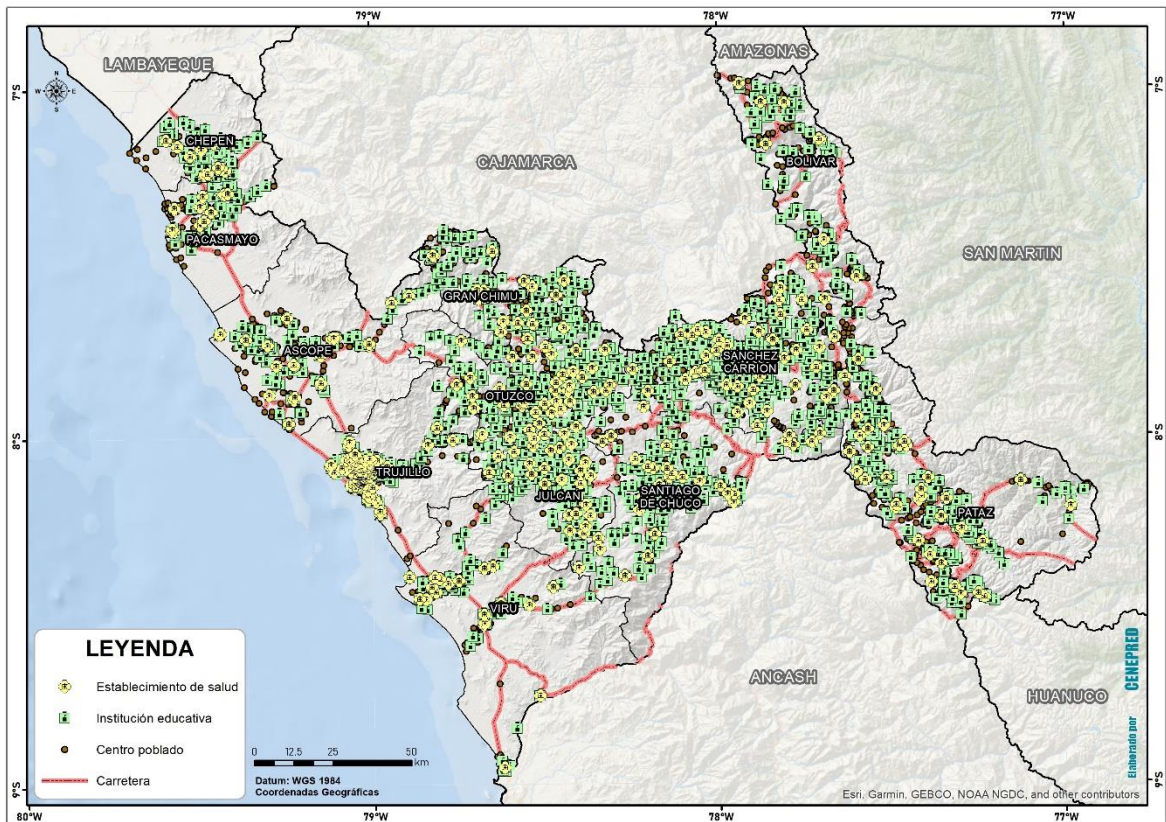 79°W
78°W
77°W
LAMBAYEQUE
AMAZONAS
N
W
E
S
7°S
7°S
CHEPEN
CAJAMARCA
BOLIVAR
PACASMAYO
SAN MARTIN
GRAN CHIMU
ASCOPE
SANCHEZ
CARRION
OTUZCO
8°S
8°S
TRUJILLO
JULCAN
SANTIAGO
DE CHUCO
PATAZ
VIRU
LEYENDA
Establecimiento de salud
Institución educativa
Centro poblado
Carretera
0 12.5 25 50
km
Datum: WGS 1984
Coordenadas Geográficas
ANCASH
HUANUCO
Elaborado por CENEPRED
Esri, Garmin, GEBCO, NOAA NGDC, and other contributors
9°S
9°S
80°W
79°W
78°W
77°W